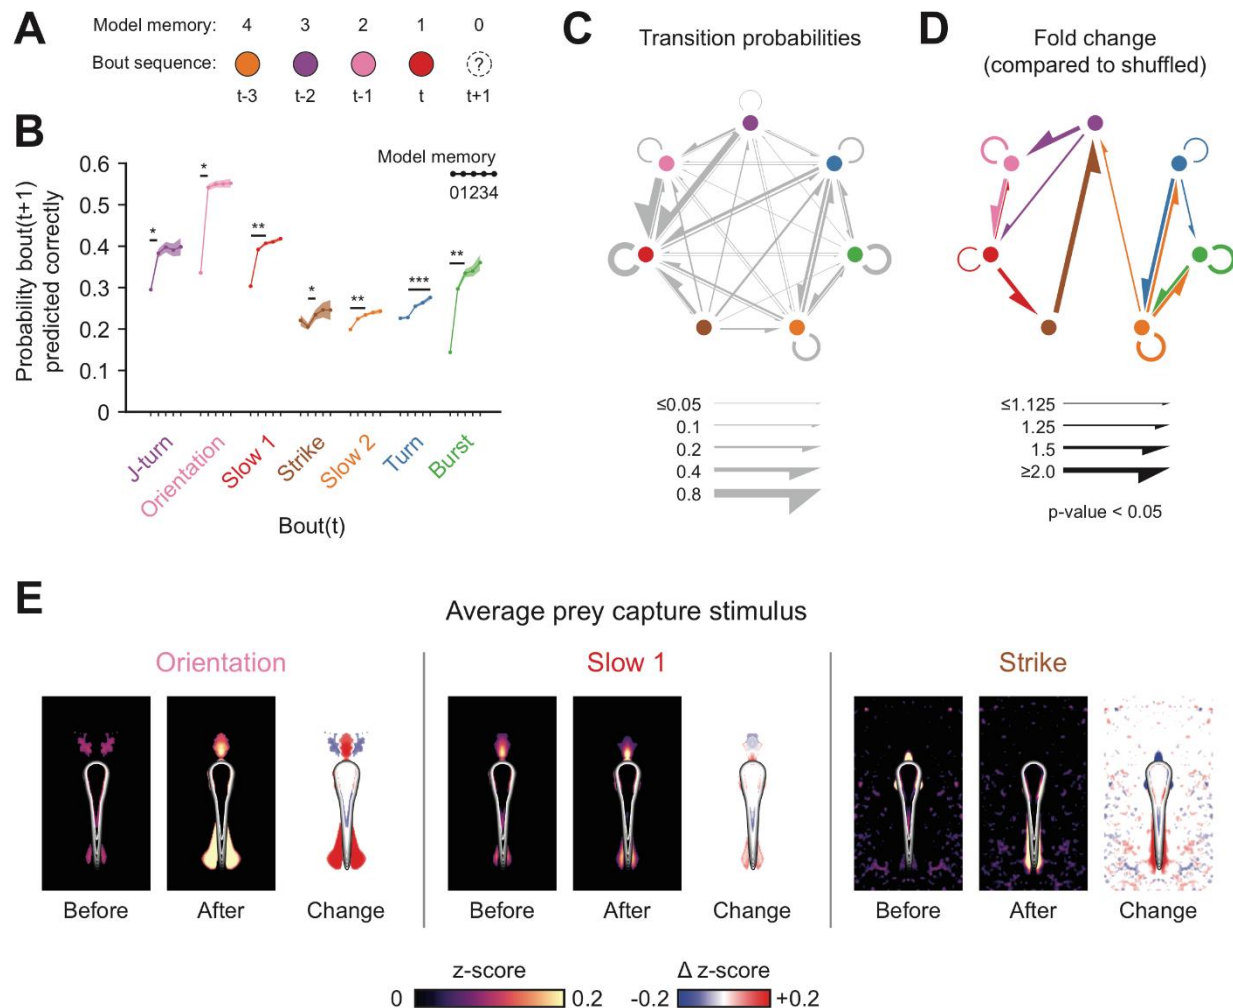 A
Model memory: 4 3 2 1 0
Bout sequence: ?
t-3 t-2 t-1 t t+1
B
Probability bout(t+1)
predicted correctly
0.6
0.5
0.4
0.3
0.2
0.1
0
Model memory
01234
*
*
**
*
**
***
**
J-turn
Orientation
Slow 1
Strike
Slow 2
Turn
Burst
Bout(t)
C
Transition probabilities
≤0.05
0.1
0.2
0.4
0.8
D
Fold change
(compared to shuffled)
≤1.125
1.25
1.5
≥2.0
p-value < 0.05
E
Average prey capture stimulus
Orientation
Before After Change
Slow 1
Before After Change
Strike
Before After Change
z-score
0 0.2
Δ z-score
-0.2 +0.2